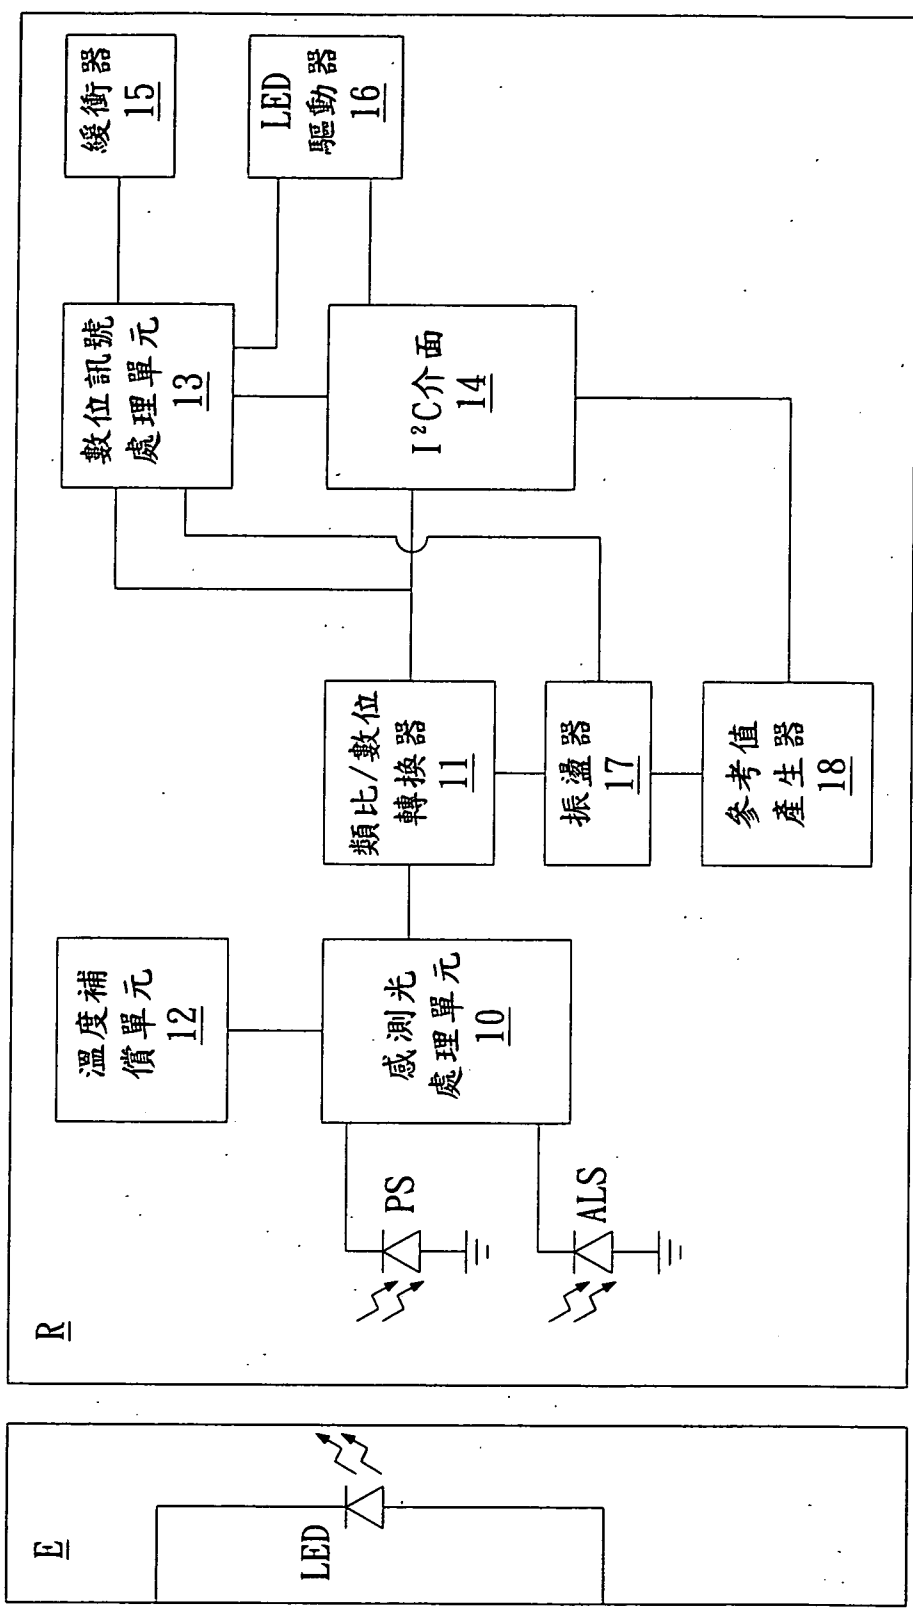 E
LED
R
PS
ALS
溫度補
償單元
12
感測光
處理單元
10
類比/數位
轉換器
11
振盪器
17
參考值
產生器
18
數位訊號
處理單元
13
I²C介面
14
緩衝器
15
LED
驅動器
16